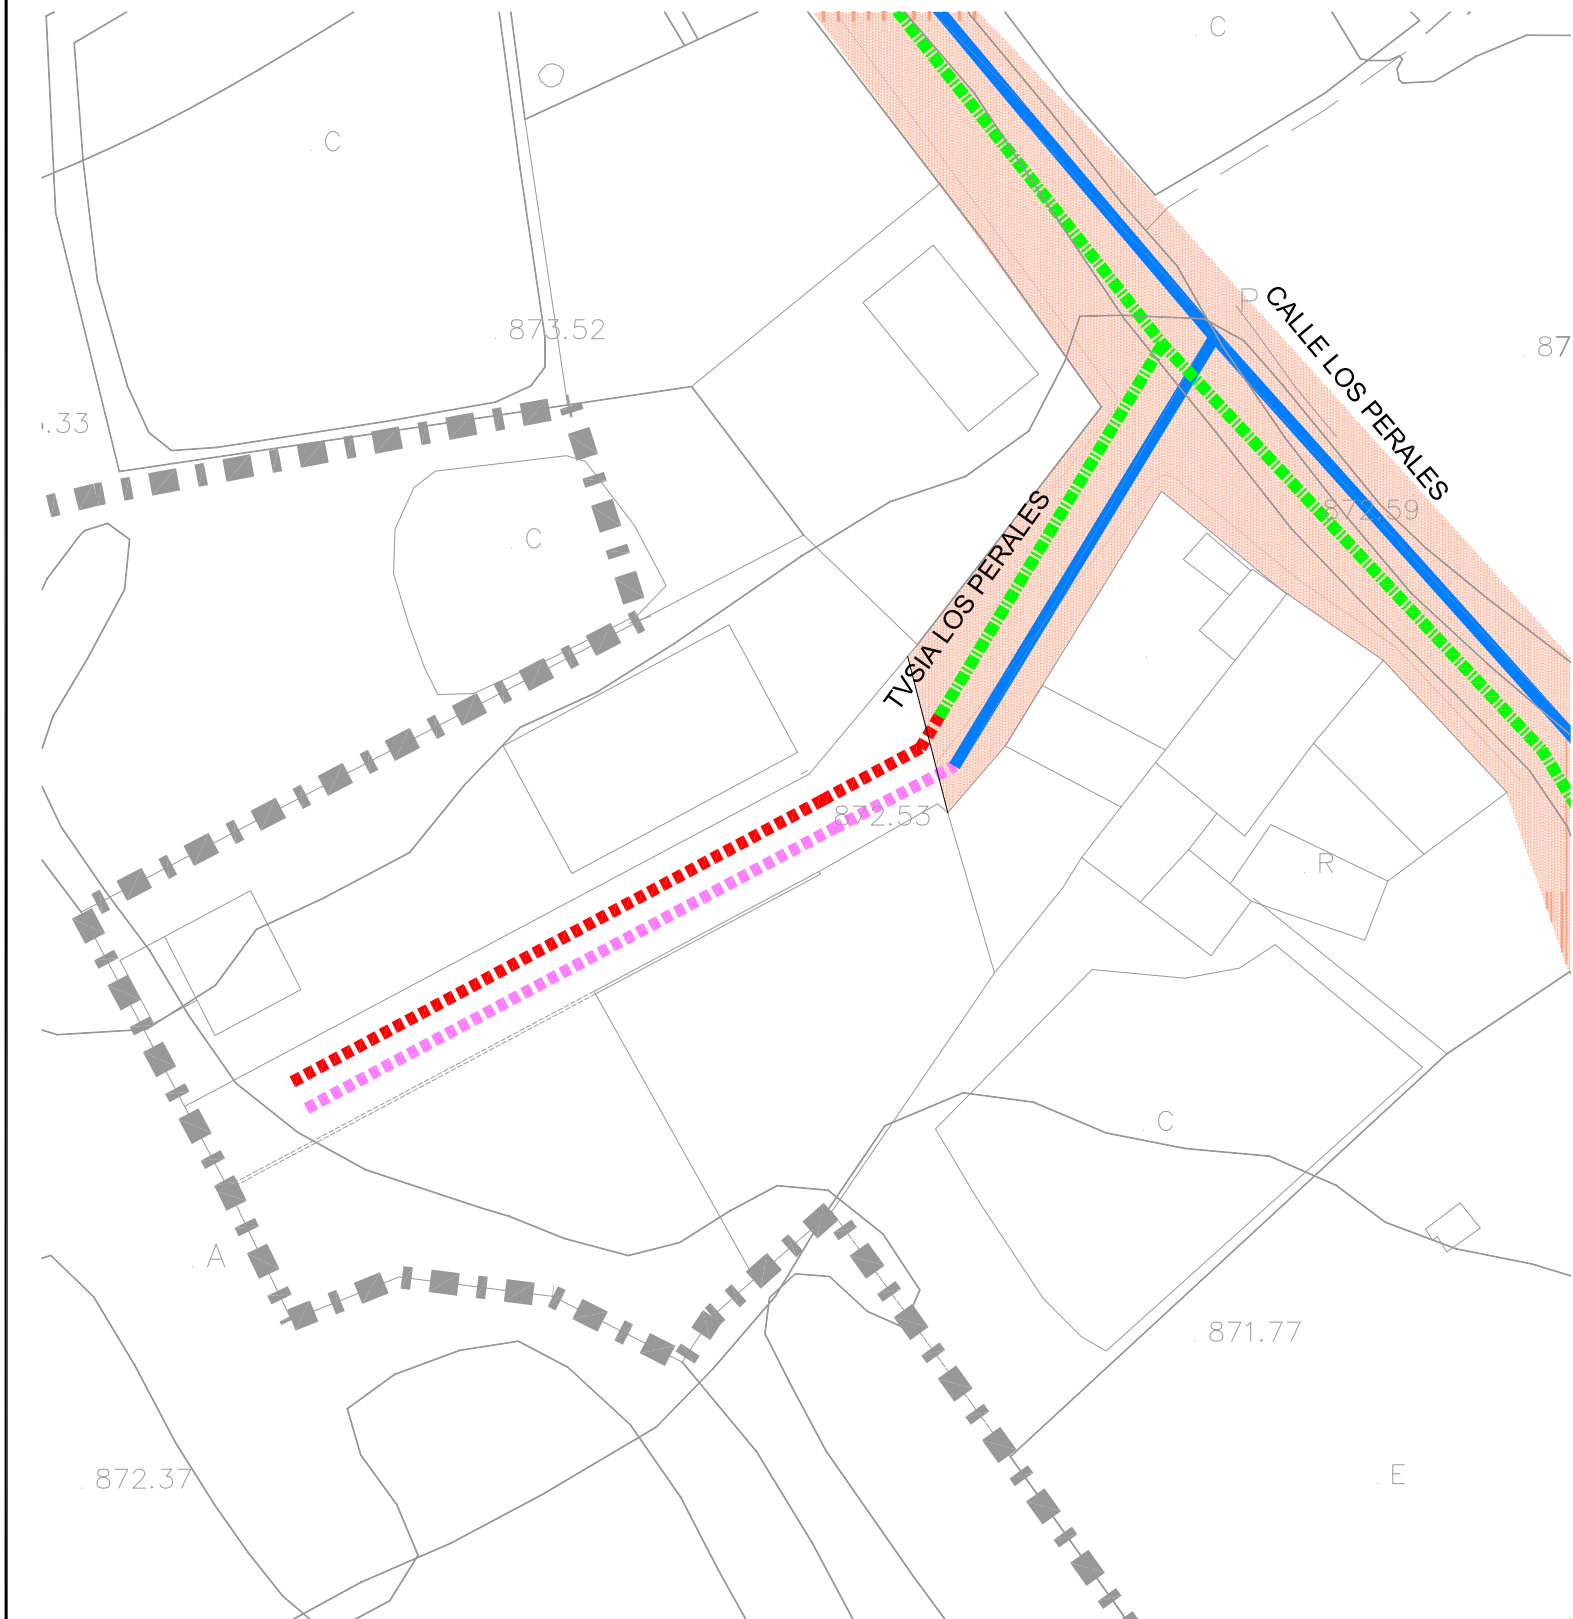 C
C
P
CALLE LOS PERALES
873.52
87
.33
872.59
C
TVSIA LOS PERALES
872.53
R
C
A
871.77
872.37
E